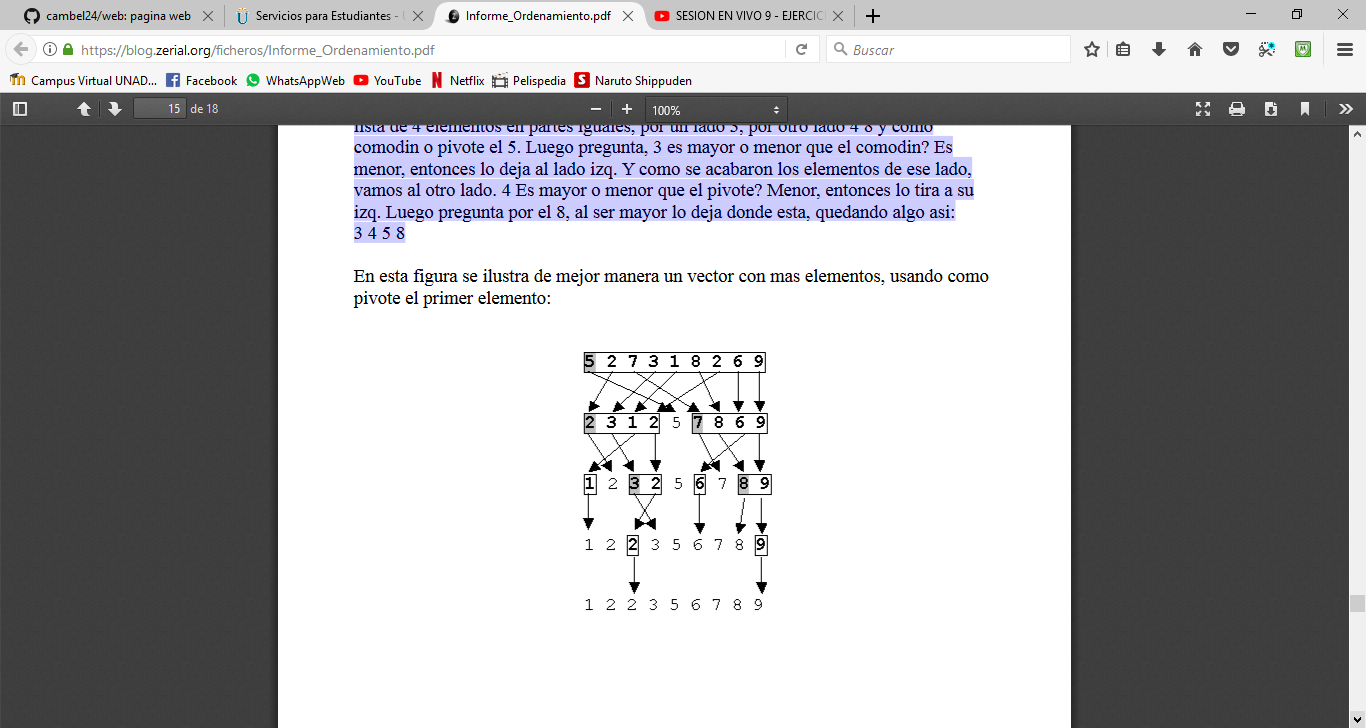 cambel24/web: pagina web
Servicios para Estudiantes -
Informe_Ordenamiento.pdf
SESION EN VIVO 9 - EJERCIC
https://blog.zerial.org/ficheros/Informe_Ordenamiento.pdf
Buscar
Campus Virtual UNAD...
Facebook
WhatsAppWeb
YouTube
Netflix
Pelispedia
Naruto Shippuden
15 de 18
100%
lista de 4 elementos en partes iguales, por un lado 3, por otro lado 4 8 y como
comodin o pivote el 5. Luego pregunta, 3 es mayor o menor que el comodin? Es
menor, entonces lo deja al lado izq. Y como se acabaron los elementos de ese lado,
vamos al otro lado. 4 Es mayor o menor que el pivote? Menor, entonces lo tira a su
izq. Luego pregunta por el 8, al ser mayor lo deja donde esta, quedando algo asi:
3 4 5 8
En esta figura se ilustra de mejor manera un vector con mas elementos, usando como
pivote el primer elemento:
5 2 7 3 1 8 2 6 9
2 3 1 2 5 7 8 6 9
1 2 3 2 5 6 7 8 9
1 2 2 3 5 6 7 8 9
1 2 2 3 5 6 7 8 9